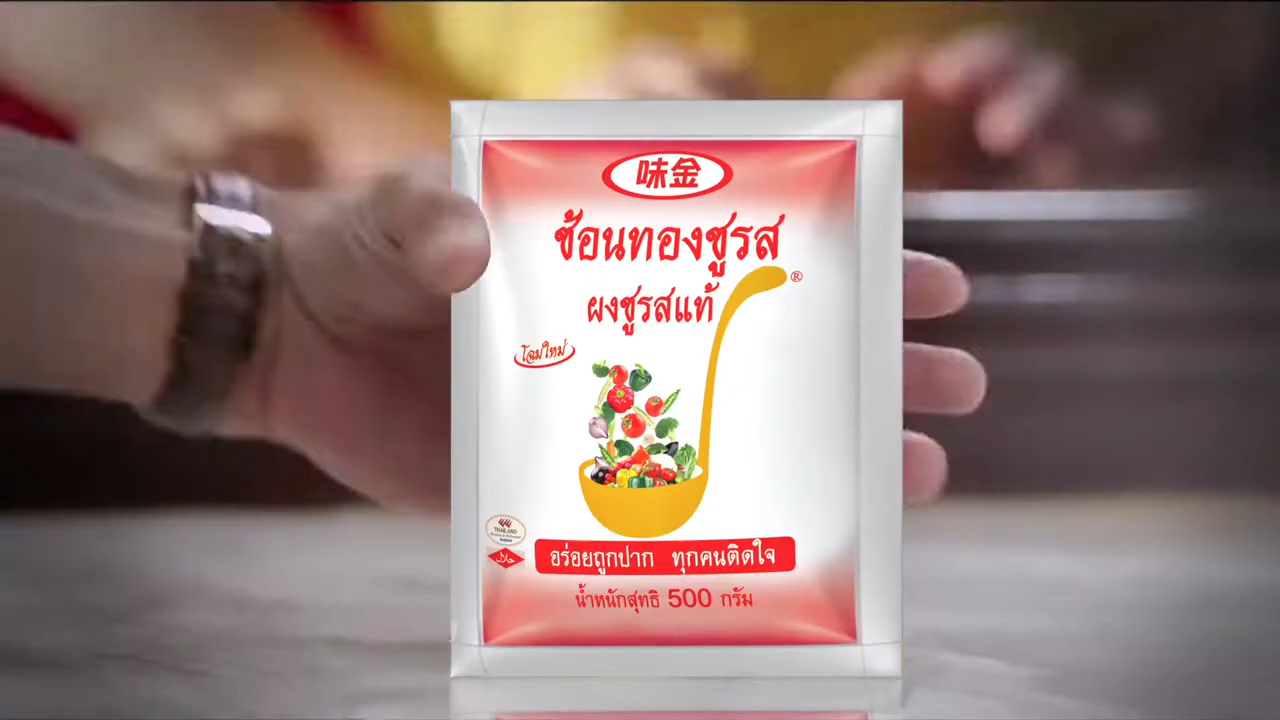 味金
ช้อนทองชูรส
®
ผงชูรสแท้
โฉมใหม่
THAILAND
อร่อยถูกปาก ทุกคนติดใจ
น้ำหนักสุทธิ 500 กรัม